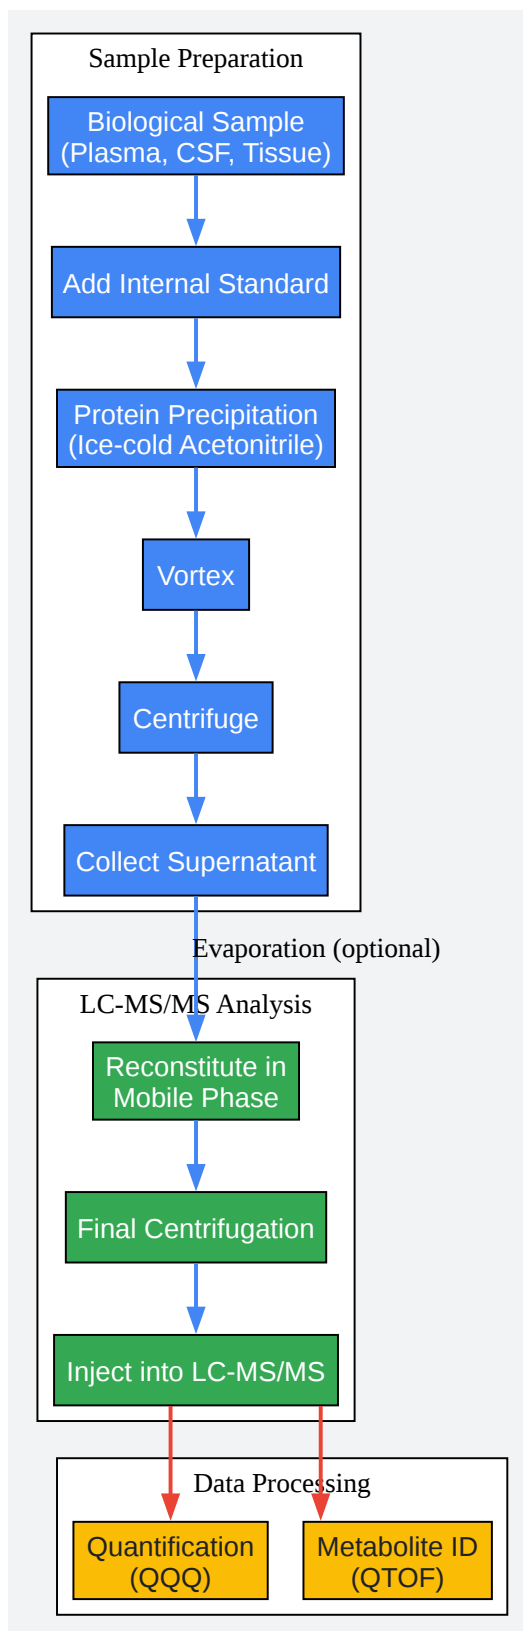 Sample Preparation
Biological Sample
(Plasma, CSF, Tissue)
Add Internal Standard
Protein Precipitation
(Ice-cold Acetonitrile)
Vortex
Centrifuge
Collect Supernatant
Evaporation (optional)
LC-MS/MS Analysis
Reconstitute in
Mobile Phase
Final Centrifugation
Inject into LC-MS/MS
Data Processing
Quantification
(QQQ)
Metabolite ID
(QTOF)